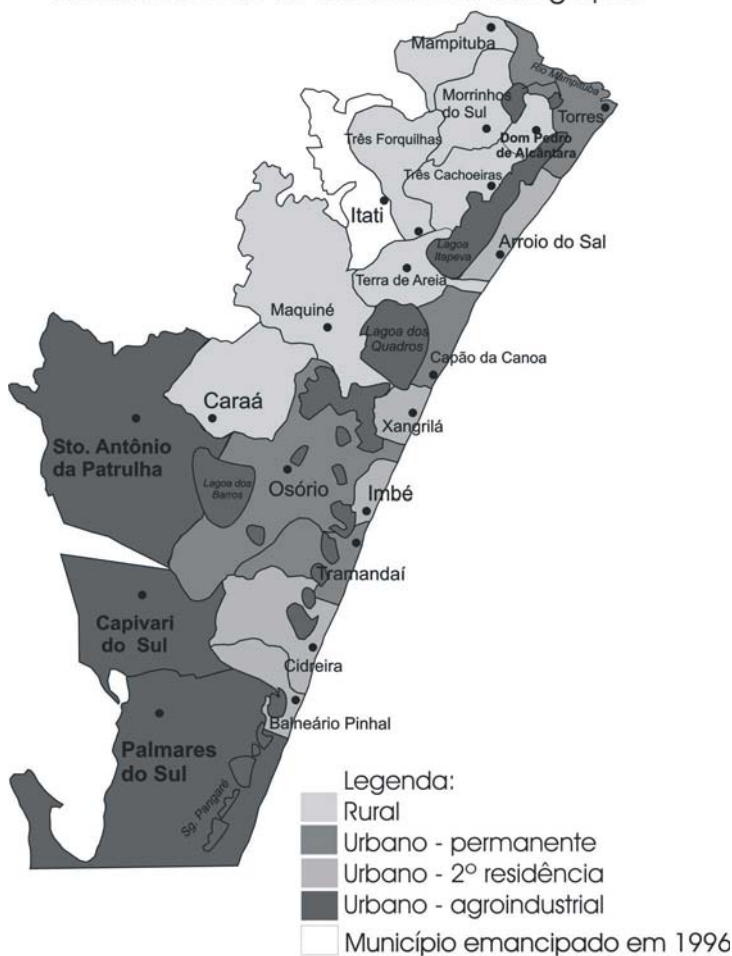 Mampituba
Rio Mampituba
Morrinhos
do Sul
Torres
Três Forquilhas
Dom Pedro
de Alcântara
Três Cachoeiras
Itati
Arroio do Sal
Lagoa
Itapeva
Terra de Areia
Maquiné
Lagoa dos
Quadros
Capão da Canoa
Caraá
Xangrilá
Sto. Antônio
da Patrulha
Lagoa dos
Barros
Osório
Imbé
Tramandaí
Capivari
do Sul
Cidreira
Balneário Pinhal
Palmares
do Sul
Sg. Pangaré
Legenda:
Rural
Urbano - permanente
Urbano - 2º residência
Urbano - agroindustrial
Município emancipado em 1996